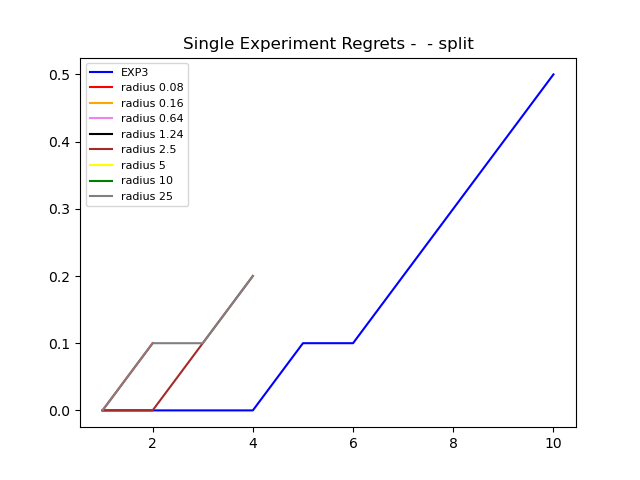 Single Experiment Regrets -  - split
EXP3
radius 0.08
radius 0.16
radius 0.64
radius 1.24
radius 2.5
radius 5
radius 10
radius 25
0.5
0.4
0.3
0.2
0.1
0.0
2 4 6 8 10